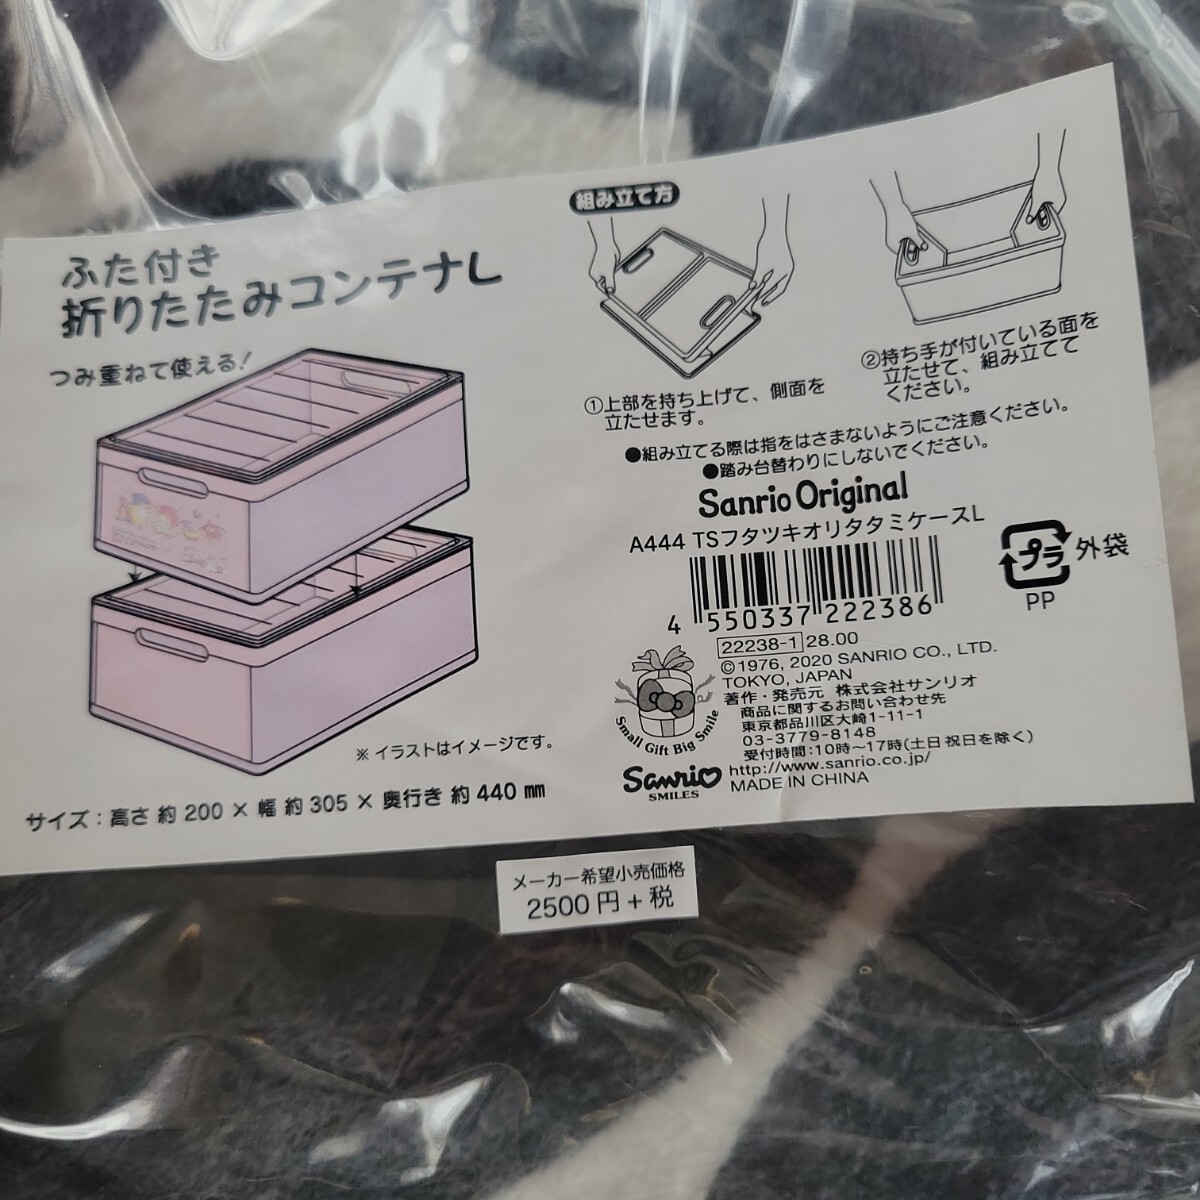 ふた付き
折りたたみコンテナL
つみ重ねて使える!
※ イラストはイメージです。
サイズ:高さ 約 200 × 幅 約 305 × 奥行き 約 440 mm
組み立て方
①上部を持ち上げて、側面を
立たせます。
②持ち手が付いている面を
立たせて、組み立てて
ください。
●組み立てる際は指をはさまないようにご注意ください。
●踏み台替わりにしないでください。
Sanrio Original
A444 TSフタツキオリタタミケースL
4 550337 222386
プラ 外袋
PP
22238-1 28.00
©1976, 2020 SANRIO CO., LTD.
TOKYO, JAPAN
著作・発売元 株式会社サンリオ
商品に関するお問い合わせ先
東京都品川区大崎1-11-1
03-3779-8148
受付時間:10時〜17時(土日祝日を除く)
http://www.sanrio.co.jp/
MADE IN CHINA
Small Gift Big Smile
Sanrio
SMILES
メーカー希望小売価格
2500 円 + 税